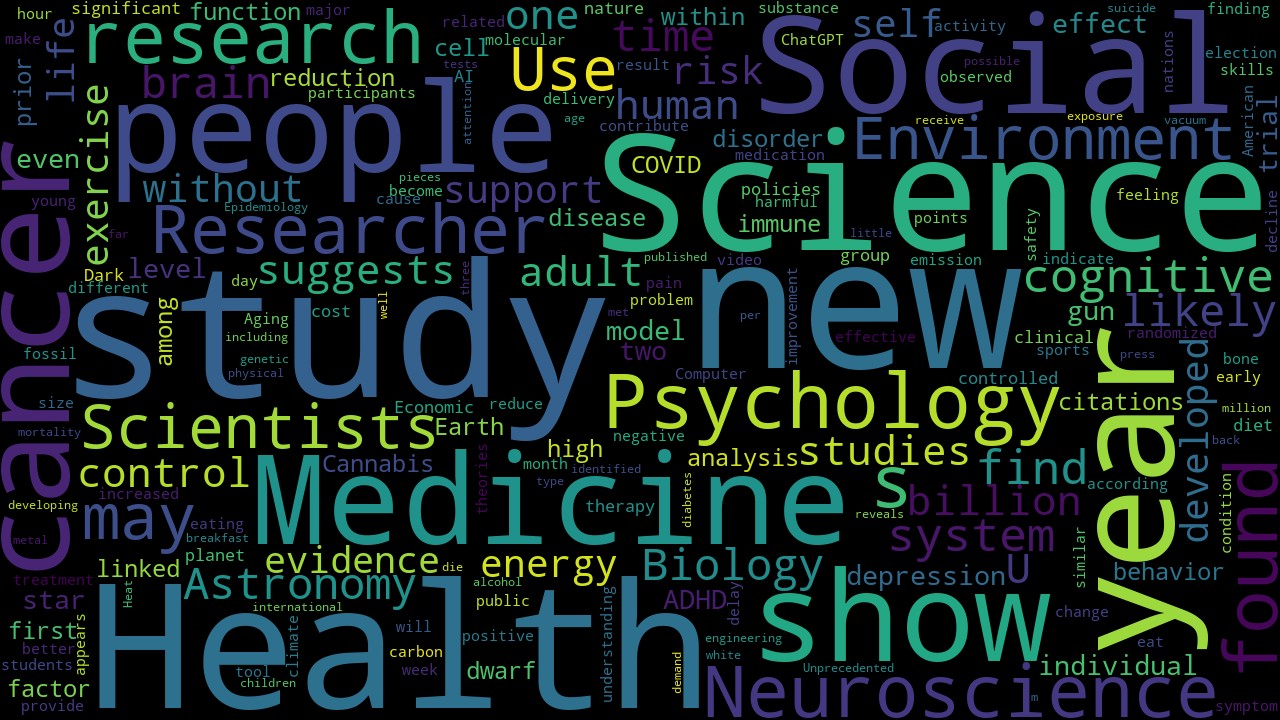 hour
make
life
significant
research
function
major
related
molecular
cell
tests
AI
one
nature
substance
within
Use
time
result
risk
ChatGPT
self
activity
Social
suicide
effect
possible
observed
finding
nations
election
skills
prior
brain
reduction
participants
people
attention
delivery
age
human
contribute
disorder
medication
receive
exposure
vacuum
Environment
American
trial
even
young
exercise
without
Epidemiology
pieces
become
cause
support
COVID
Science
policies
harmful
immune
points
feeling
cancer
far
Researcher
disease
little
safety
decline
Dark
different
level
day
suggests
adult
published
video
group
emission
indicate
cognitive
study
among
Aging
including
genetic
physical
cost
well
three
met
pain
problem
model
two
new
per
improvement
effective
gun
clinical
sports
likely
randomized
press
fossil
size
mortality
Computer
controlled
year
developed
bone
early
million
diet
back
Scientists
Economic
Earth
reduce
Psychology
citations
negative
high
control
Cannabis
month
identified
type
theories
analysis
studies
find
according
increased
developing
metal
may
eating
breakfast
planet
Medicine
therapy
diabetes
s
reveals
billion
system
similar
condition
found
linked
evidence
die
energy
Biology
depression
U
behavior
treatment
star
Heat
Astronomy
international
alcohol
public
understanding
ADHD
delay
show
change
first
better
students
appears
factor
provide
Health
tool
children
climate
will
carbon
week
positive
dwarf
demand
engineering
white
Unprecedented
eat
individual
Neuroscience
m
symptom